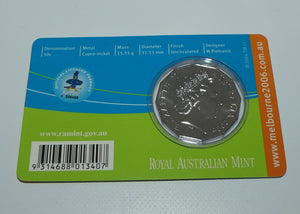 Denomination
50c
Metal
Cupro-nickel
Mass
15.55 g
Diameter
31.51 mm
Finish
Uncirculated
Designer
W Pietranik
www.melbourne2006.com.au
www.ramint.gov.au
ROYAL AUSTRALIAN MINT
9 314688 013407